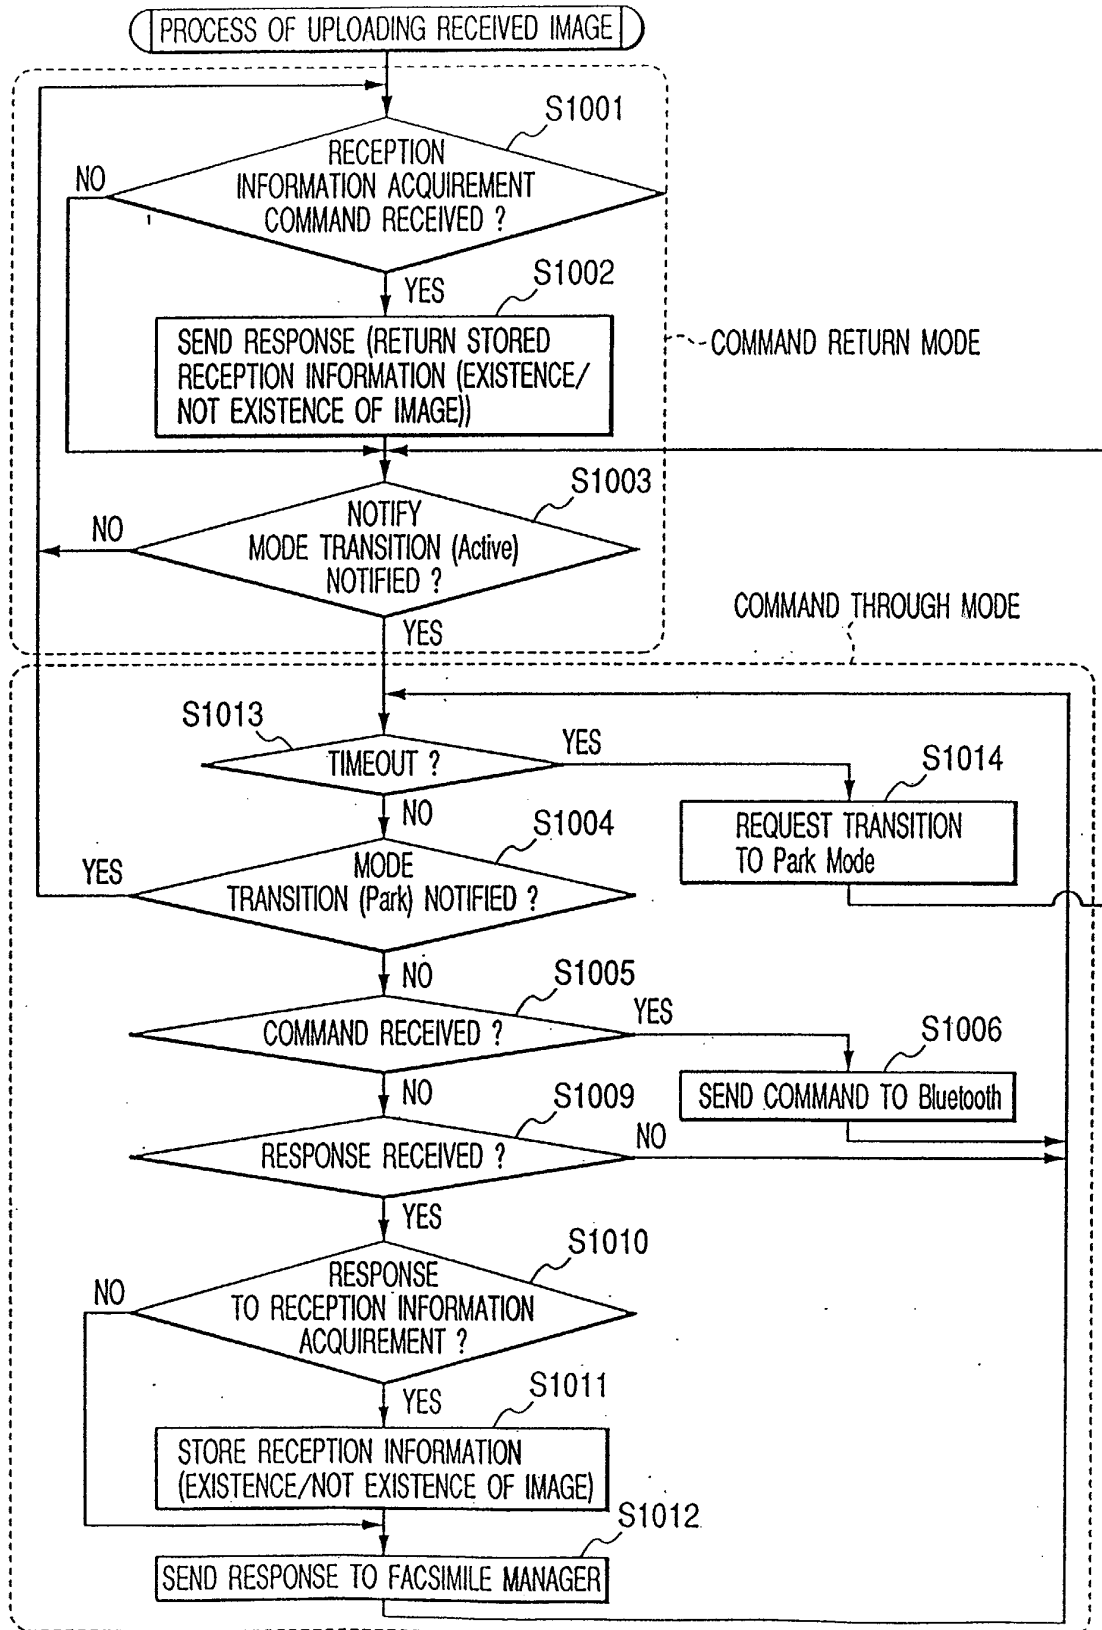 PROCESS OF UPLOADING RECEIVED IMAGE
S1001
RECEPTION
INFORMATION ACQUIREMENT
COMMAND RECEIVED ?
NO
YES
S1002
SEND RESPONSE (RETURN STORED
RECEPTION INFORMATION (EXISTENCE/
NOT EXISTENCE OF IMAGE))
COMMAND RETURN MODE
S1003
NOTIFY
MODE TRANSITION (Active)
NOTIFIED ?
NO
YES
COMMAND THROUGH MODE
S1013
TIMEOUT ?
YES
NO
S1014
REQUEST TRANSITION
TO Park Mode
S1004
MODE
TRANSITION (Park) NOTIFIED ?
YES
NO
S1005
COMMAND RECEIVED ?
YES
NO
S1006
SEND COMMAND TO Bluetooth
S1009
RESPONSE RECEIVED ?
NO
YES
S1010
RESPONSE
TO RECEPTION INFORMATION
ACQUIREMENT ?
NO
YES
S1011
STORE RECEPTION INFORMATION
(EXISTENCE/NOT EXISTENCE OF IMAGE)
S1012
SEND RESPONSE TO FACSIMILE MANAGER